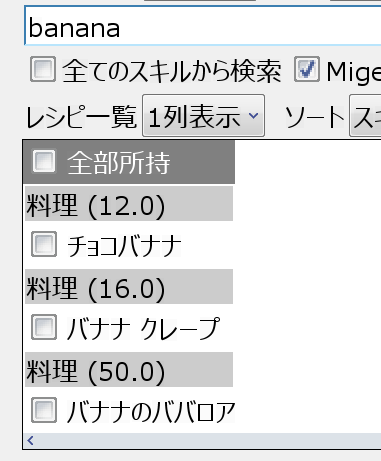 banana
全てのスキルから検索 Mige
レシピ一覧 1列表示 ソート スキ
全部所持
料理 (12.0)
チョコバナナ
料理 (16.0)
バナナ クレープ
料理 (50.0)
バナナのババロア